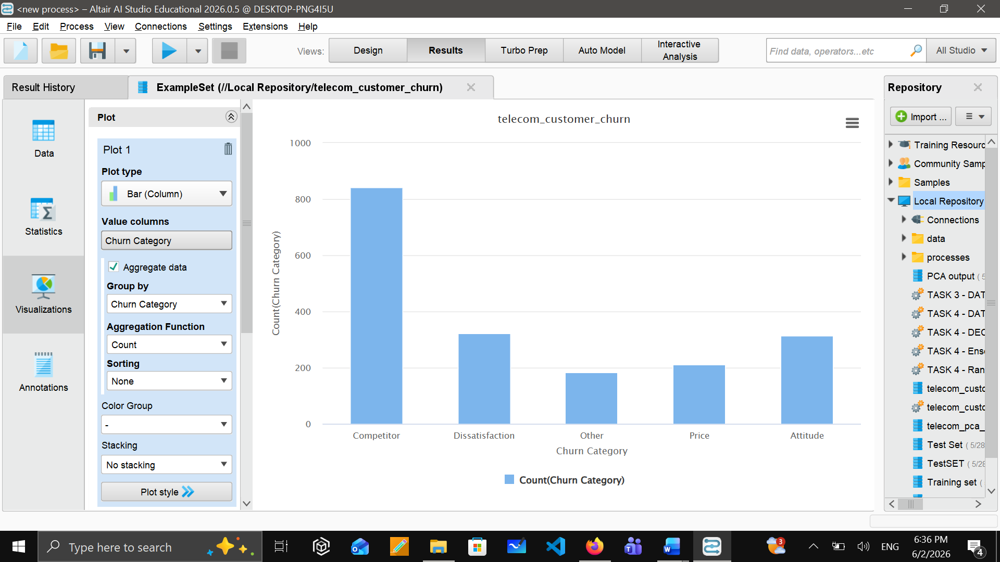 <new process> – Altair AI Studio Educational 2026.0.5 @ DESKTOP-PNG4I5U
File Edit Process View Connections Settings Extensions Help
Views: Design Results Turbo Prep Auto Model Interactive Analysis
Find data, operators...etc
All Studio
Result History
ExampleSet (//Local Repository/telecom_customer_churn)
Data
Statistics
Visualizations
Annotations
Plot
Plot 1
Plot type
Bar (Column)
Value columns
Churn Category
Aggregate data
Group by
Churn Category
Aggregation Function
Count
Sorting
None
Color Group
-
Stacking
No stacking
Plot style
telecom_customer_churn
1000
800
600
400
200
0
Count(Churn Category)
Competitor Dissatisfaction Other Price Attitude
Churn Category
Count(Churn Category)
Repository
Import ...
Training Resourc
Community Samp
Samples
Local Repository
Connections
data
processes
PCA output ( 5
TASK 3 - DAT
TASK 4 - DAT
TASK 4 - DEC
TASK 4 - Ense
TASK 4 - Ran
telecom_custo
telecom_custo
telecom_pca_
Test Set ( 5/28
TestSET ( 5/28
Training set (
Type here to search
3
ENG
6:36 PM
6/2/2026
4